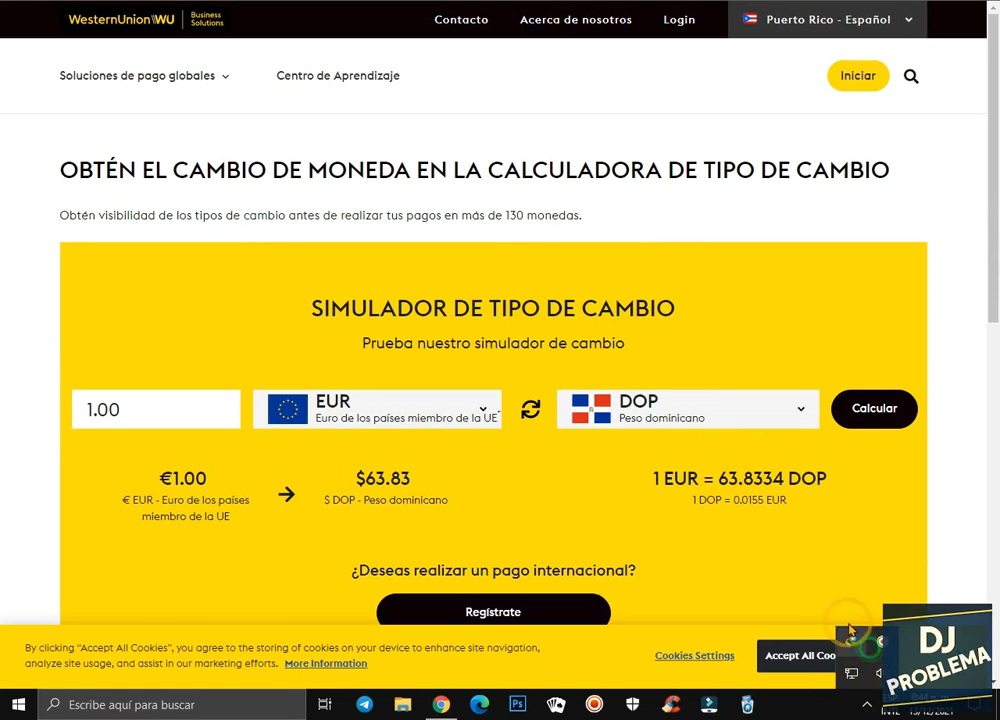 WesternUnion WU Business Solutions
Contacto Acerca de nosotros Login Puerto Rico - Español
Soluciones de pago globales Centro de Aprendizaje Iniciar
OBTÉN EL CAMBIO DE MONEDA EN LA CALCULADORA DE TIPO DE CAMBIO
Obtén visibilidad de los tipos de cambio antes de realizar tus pagos en más de 130 monedas.
SIMULADOR DE TIPO DE CAMBIO
Prueba nuestro simulador de cambio
1.00
EUR
Euro de los países miembro de la UE
DOP
Peso dominicano
Calcular
€1.00
€ EUR - Euro de los países
miembro de la UE
$63.83
$ DOP - Peso dominicano
1 EUR = 63.8334 DOP
1 DOP = 0.0155 EUR
¿Deseas realizar un pago internacional?
Regístrate
By clicking "Accept All Cookies", you agree to the storing of cookies on your device to enhance site navigation,
analyze site usage, and assist in our marketing efforts. More Information
Cookies Settings
Accept All Coo
DJ
PROBLEMA
Escribe aquí para buscar
Ps